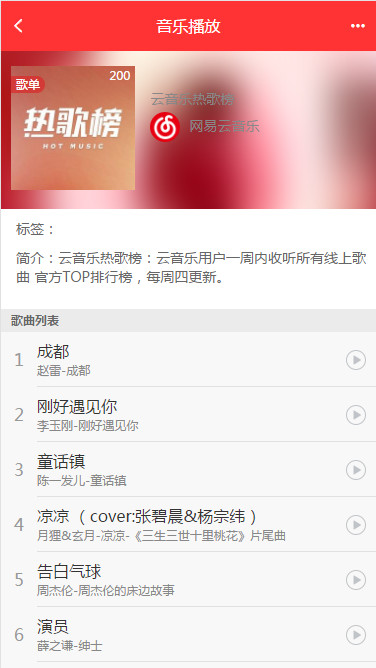 音乐播放
200
歌单
热歌榜
HOT MUSIC
云音乐热歌榜
网易云音乐
标签：
简介：云音乐热歌榜：云音乐用户一周内收听所有线上歌
曲 官方TOP排行榜，每周四更新。
歌曲列表
1
成都
赵雷-成都
2
刚好遇见你
李玉刚-刚好遇见你
3
童话镇
陈一发儿-童话镇
4
凉凉 （ cover:张碧晨&杨宗纬 ）
月狸&玄月-凉凉-《三生三世十里桃花》片尾曲
5
告白气球
周杰伦-周杰伦的床边故事
6
演员
薛之谦-绅士